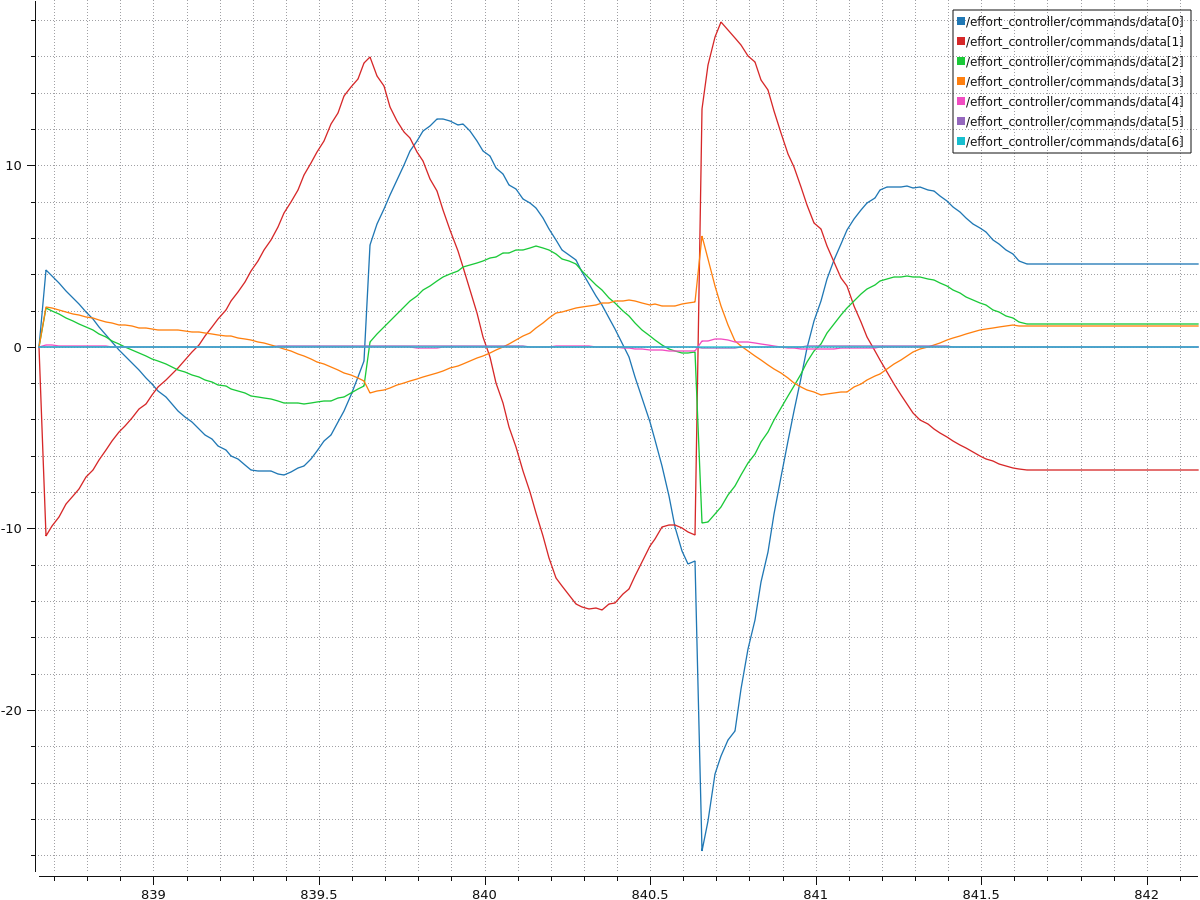 /effort_controller/commands/data[0]
/effort_controller/commands/data[1]
/effort_controller/commands/data[2]
/effort_controller/commands/data[3]
/effort_controller/commands/data[4]
/effort_controller/commands/data[5]
/effort_controller/commands/data[6]
10
0
-10
-20
839 839.5 840 840.5 841 841.5 842